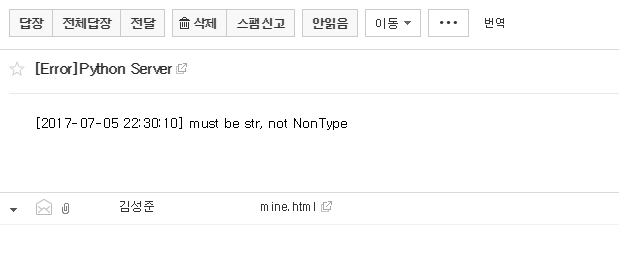 답장 전체답장 전달 삭제 스팸신고 안읽음 이동 ··· 번역
[Error]Python Server
[2017-07-05 22:30:10] must be str, not NonType
김성준 mine.html